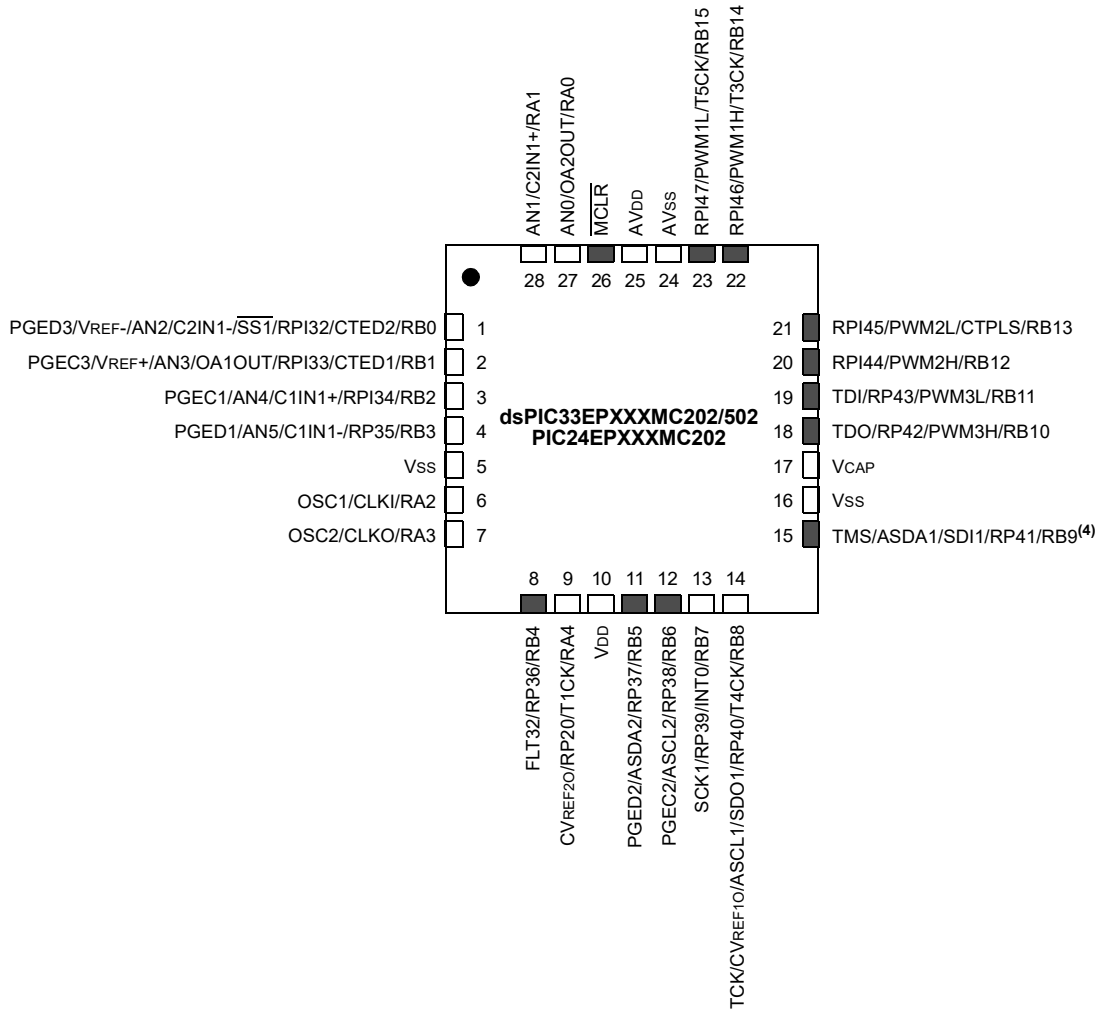 AN1/C2IN1+/RA1
AN0/OA2OUT/RA0
MCLR
AVDD
AVSS
RPI47/PWM1L/T5CK/RB15
RPI46/PWM1H/T3CK/RB14
28 27 26 25 24 23 22
PGED3/VREF-/AN2/C2IN1-/SS1/RPI32/CTED2/RB0 1
PGEC3/VREF+/AN3/OA1OUT/RPI33/CTED1/RB1 2
PGEC1/AN4/C1IN1+/RPI34/RB2 3
PGED1/AN5/C1IN1-/RP35/RB3 4
VSS 5
OSC1/CLKI/RA2 6
OSC2/CLKO/RA3 7
dsPIC33EPXXXMC202/502
PIC24EPXXXMC202
21 RPI45/PWM2L/CTPLS/RB13
20 RPI44/PWM2H/RB12
19 TDI/RP43/PWM3L/RB11
18 TDO/RP42/PWM3H/RB10
17 VCAP
16 VSS
15 TMS/ASDA1/SDI1/RP41/RB9(4)
8 9 10 11 12 13 14
FLT32/RP36/RB4
CVREF2O/RP20/T1CK/RA4
VDD
PGED2/ASDA2/RP37/RB5
PGEC2/ASCL2/RP38/RB6
SCK1/RP39/INT0/RB7
TCK/CVREF1O/ASCL1/SDO1/RP40/T4CK/RB8